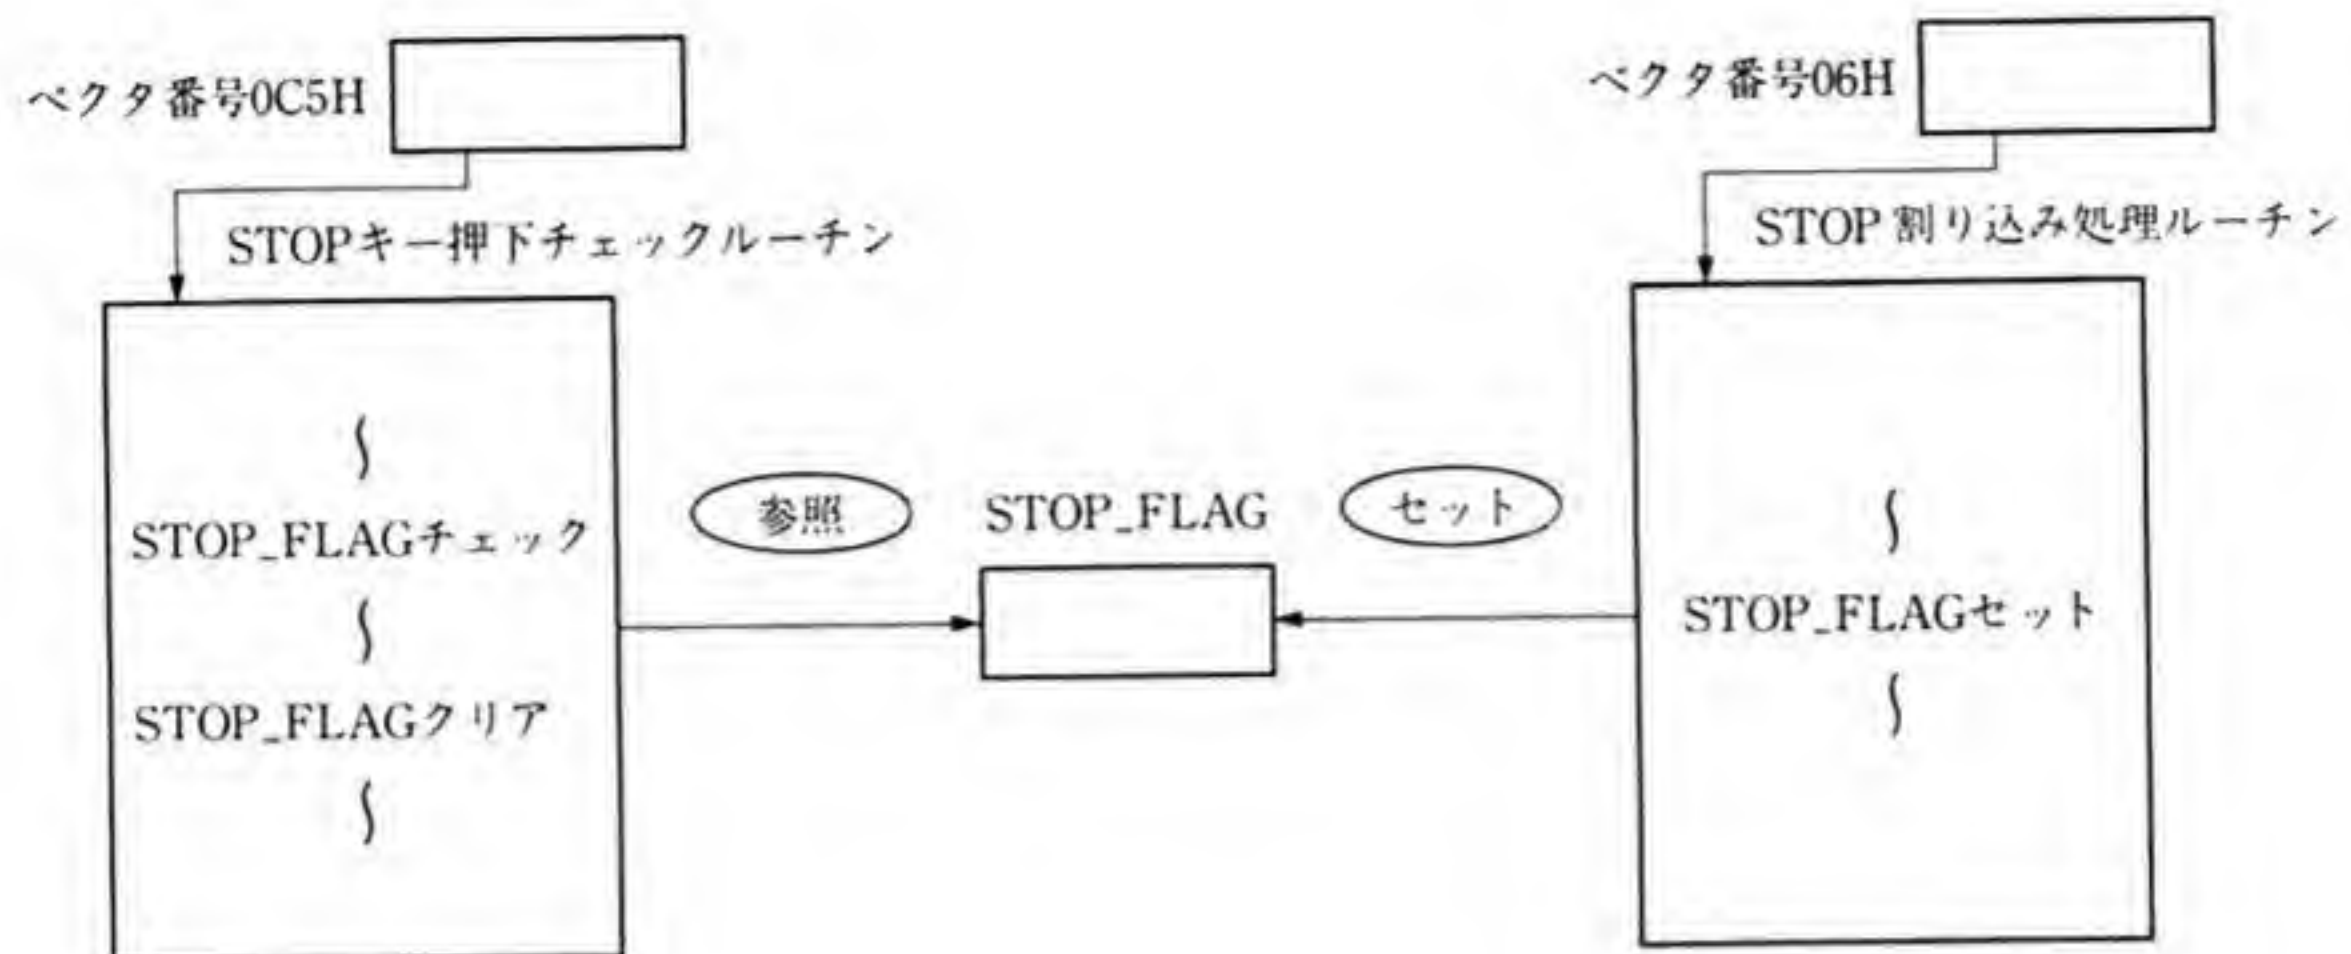 ベクタ番号0C5H
ベクタ番号06H
STOPキー押下チェックルーチン
STOP割り込み処理ルーチン
参照
STOP_FLAG
セット
STOP_FLAGチェック
STOP_FLAGセット
STOP_FLAGクリア